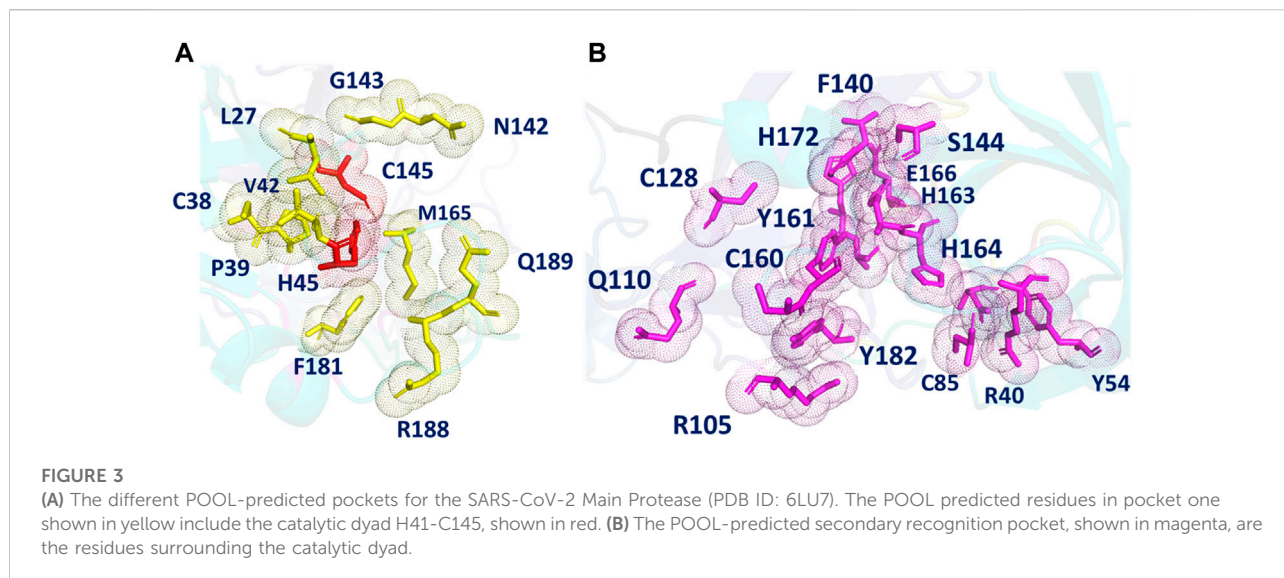 A
G143
L27
N142
C145
V42
C38
M165
P39
Q189
H45
F181
R188
B
F140
H172
S144
E166
C128
H163
Y161
H164
C160
Q110
Y182
C85
R40
Y54
R105
FIGURE 3
(A) The different POOL-predicted pockets for the SARS-CoV-2 Main Protease (PDB ID: 6LU7). The POOL predicted residues in pocket one
shown in yellow include the catalytic dyad H41-C145, shown in red. (B) The POOL-predicted secondary recognition pocket, shown in magenta, are
the residues surrounding the catalytic dyad.